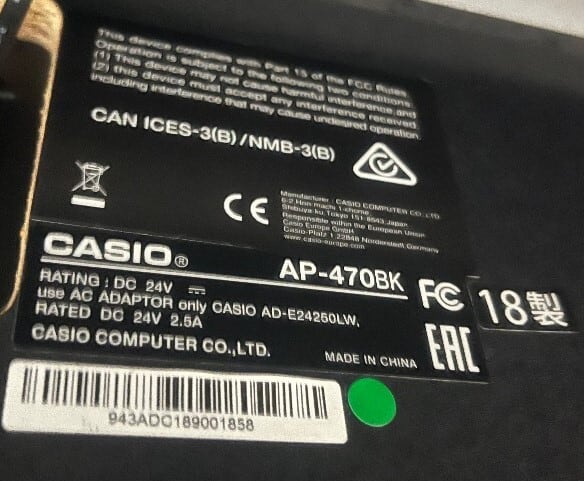 This device complies with Part 15 of the FCC Rules
Operation is subject to the following two conditions
(1) This device may not cause harmful interference,and
(2) this device must accept any interference received
including interference that may cause undesired operation
CAN ICES-3(B)/NMB-3(B)
CE
Manufacturer : CASIO COMPUTER CO.,LTD.
6-2,Hon-machi 1-chome,
Shibuya-ku,Tokyo 151-8543,Japan
Responsible within the European Union
Casio Europe GmbH
Casio-Platz 1 22848 Norderstedt Germany
www.casio-europe.com
CASIO®
AP-470BK
FC
18製
RATING : DC 24V ⎓
use AC ADAPTOR only CASIO AD-E24250LW,
RATED DC 24V 2.5A
CASIO COMPUTER CO.,LTD.
MADE IN CHINA
EAC
943ADC189001858